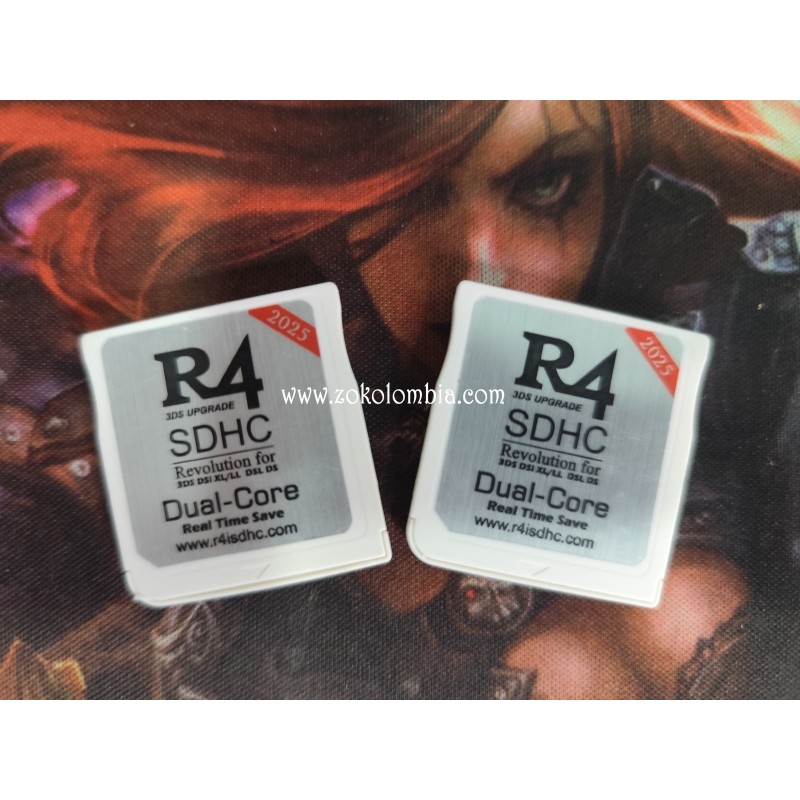 2025
R4
3DS UPGRADE
SDHC
Revolution for
3DS DSI XL/LL DSL DS
Dual-Core
Real Time Save
www.r4isdhc.com
2025
R4
3DS UPGRADE
SDHC
Revolution for
3DS DSI XL/LL DSL DS
Dual-Core
Real Time Save
www.r4isdhc.com
www.zokolombia.com